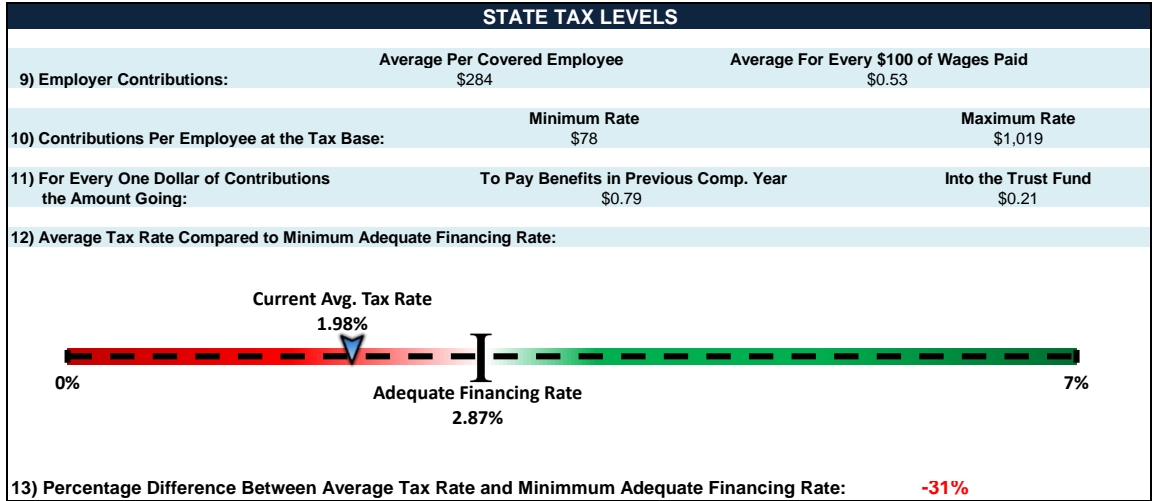 STATE TAX LEVELS
Average Per Covered Employee Average For Every $100 of Wages Paid
9) Employer Contributions: $284 $0.53
Minimum Rate Maximum Rate
10) Contributions Per Employee at the Tax Base: $78 $1,019
11) For Every One Dollar of Contributions To Pay Benefits in Previous Comp. Year Into the Trust Fund
the Amount Going: $0.79 $0.21
12) Average Tax Rate Compared to Minimum Adequate Financing Rate:
Current Avg. Tax Rate
1.98%
0% 7%
Adequate Financing Rate
2.87%
13) Percentage Difference Between Average Tax Rate and Minimmum Adequate Financing Rate: -31%